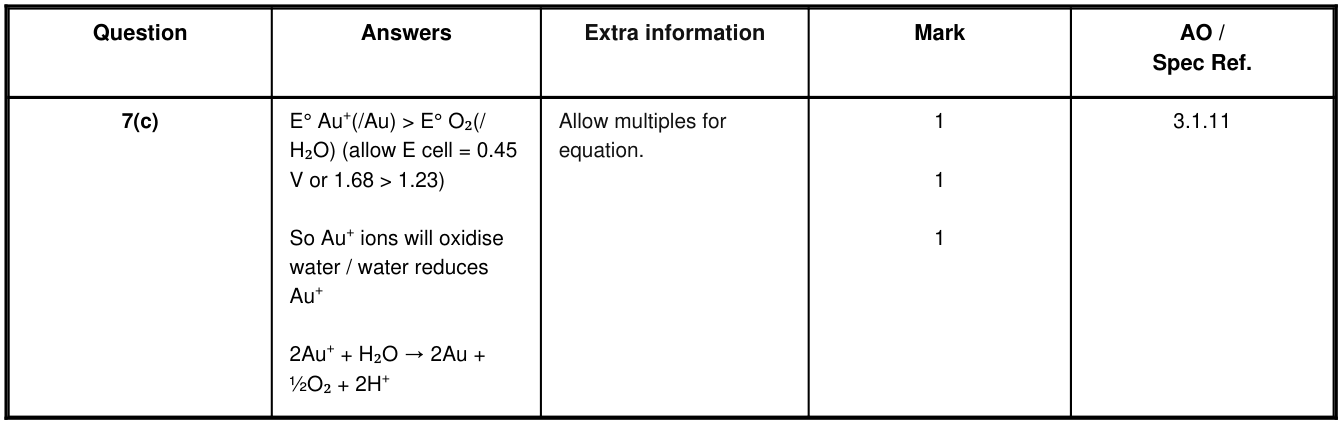 Question Answers Extra information Mark AO /
Spec Ref.
7(c) E° Au⁺(/Au) > E° O₂(/ Allow multiples for 1 3.1.11
H₂O) (allow E cell = 0.45 equation.
V or 1.68 > 1.23) 1
So Au⁺ ions will oxidise 1
water / water reduces
Au⁺
2Au⁺ + H₂O → 2Au +
½O₂ + 2H⁺